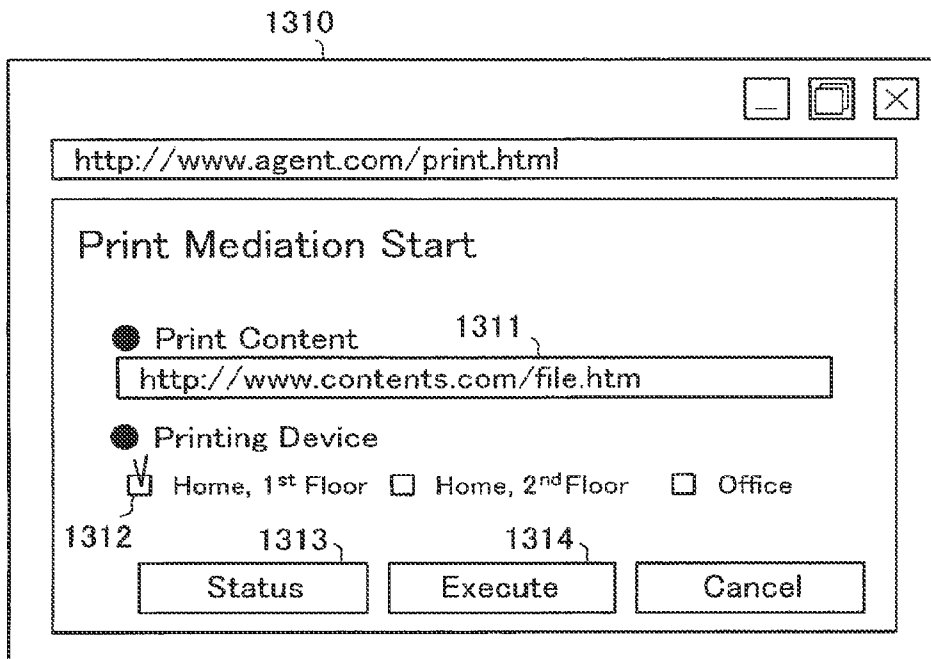 1310
http://www.agent.com/print.html
Print Mediation Start
Print Content
1311
http://www.contents.com/file.htm
Printing Device
Home, 1st Floor Home, 2nd Floor Office
1312
1313
1314
Status Execute Cancel